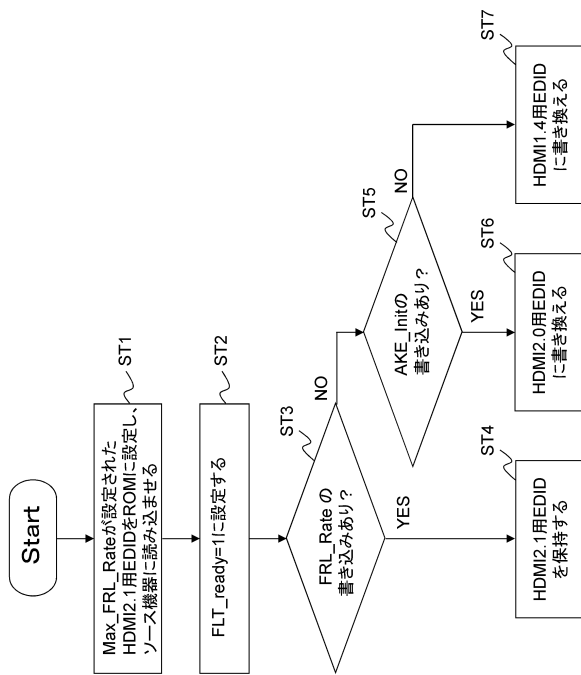 Start
ST1
Max_FRL_Rateが設定された
HDMI2.1用EDIDをROMに設定し、
ソース機器に読み込ませる
ST2
FLT_ready=1に設定する
ST3
FRL_Rate の
書き込みあり？
NO
YES
ST5
AKE_Initの
書き込みあり？
NO
YES
ST4
HDMI2.1用EDID
を保持する
ST6
HDMI2.0用EDID
に書き換える
ST7
HDMI1.4用EDID
に書き換える